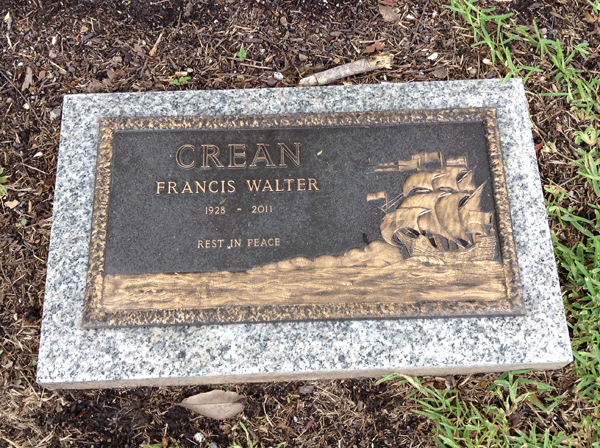 CREAN
FRANCIS WALTER
1928 - 2011
REST IN PEACE